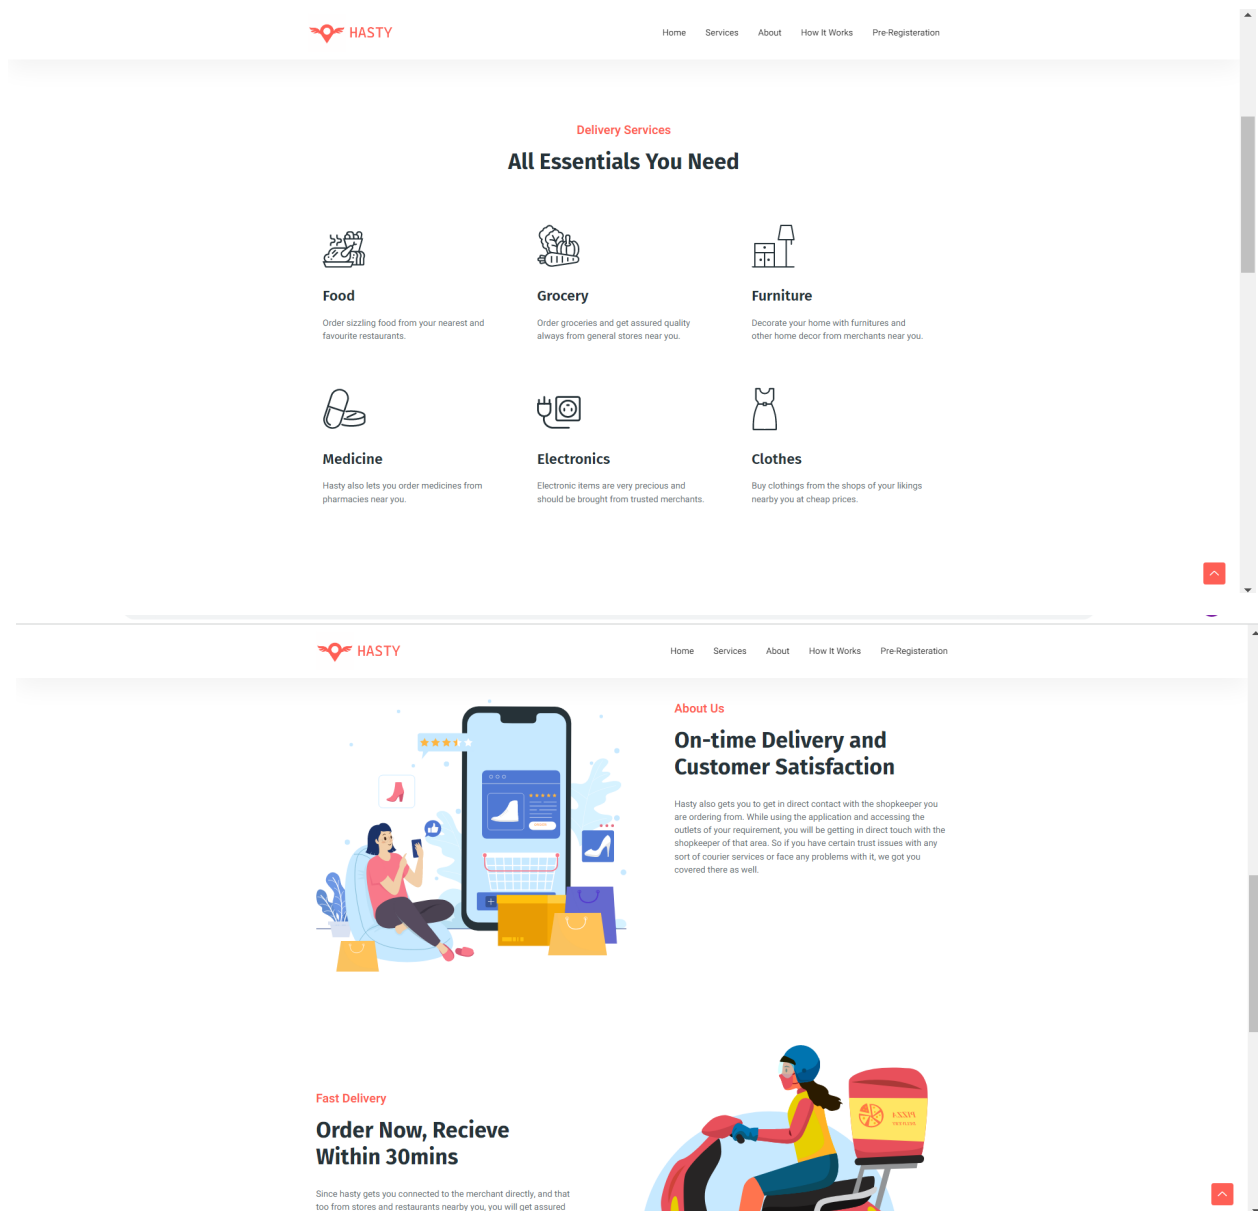 HASTY
Home Services About How It Works Pre-Registeration
Delivery Services
All Essentials You Need
Food
Order sizzling food from your nearest and
favourite restaurants.
Grocery
Order groceries and get assured quality
always from general stores near you.
Furniture
Decorate your home with furnitures and
other home decor from merchants near you.
Medicine
Hasty also lets you order medicines from
pharmacies near you.
Electronics
Electronic items are very precious and
should be brought from trusted merchants.
Clothes
Buy clothings from the shops of your likings
nearby you at cheap prices.
HASTY
Home Services About How It Works Pre-Registeration
About Us
On-time Delivery and
Customer Satisfaction
Hasty also gets you to get in direct contact with the shopkeeper you
are ordering from. While using the application and accessing the
outlets of your requirement, you will be getting in direct touch with the
shopkeeper of that area. So if you have certain trust issues with any
sort of courier services or face any problems with it, we got you
covered there as well.
Fast Delivery
Order Now, Recieve
Within 30mins
Since hasty gets you connected to the merchant directly, and that
too from stores and restaurants nearby you, you will get assured